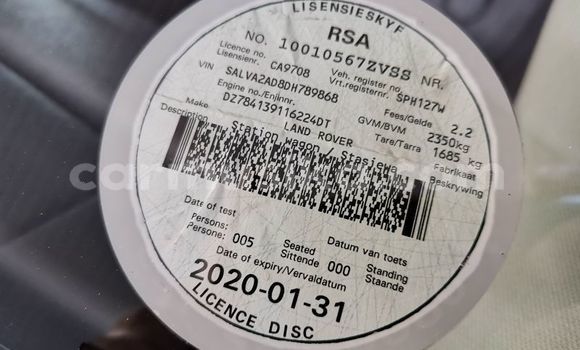 LISENSIESKYF
RSA
NO. 10010567ZVSS NR.
Licence no. CA9708 Veh. register no. SPH127W
Lisensienr. Vrt.registernr.
VIN SALVA2AD8DH789868 Fees/Gelde 2.2
Engine no./Enjinnr. GVM/BVM 2350kg
DZ784139116224DT Tare/Tarra 1685 kg
Make LAND ROVER Fabrikaat
Description Station wagon / Stasiewa Beskrywing
Date of test Datum van toets
Persons: 005 Seated 000 Standing
Persone: Sittende Staande
Date of expiry/Vervaldatum
2020-01-31
LICENCE DISC